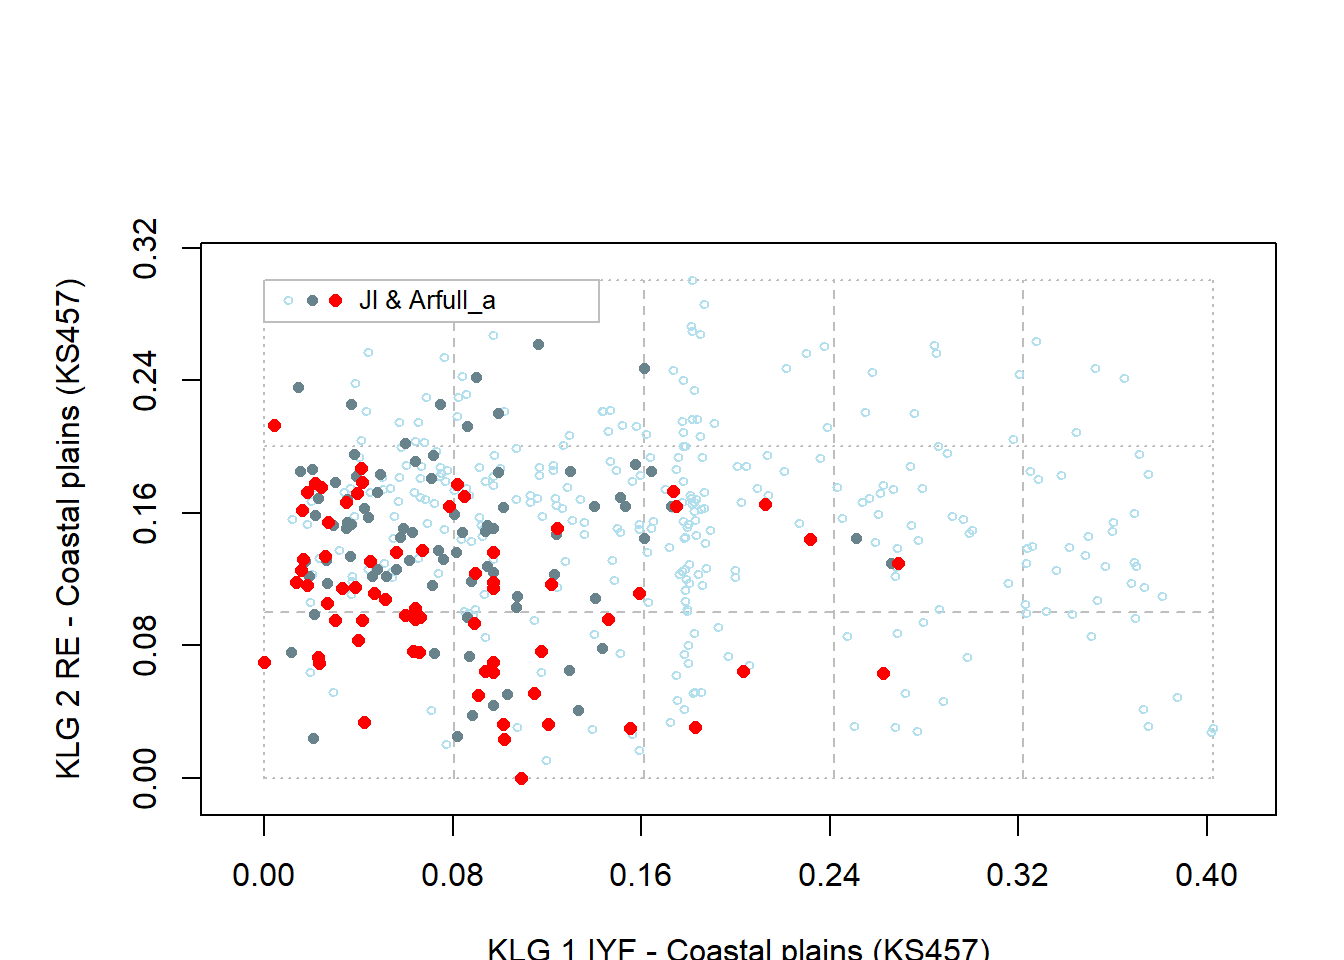 KLG 2 RE - Coastal plains (KS457)
0.32
0.24
0.16
0.08
0.00
JI & Arfull_a
0.00 0.08 0.16 0.24 0.32 0.40
KLG 1 IYF - Coastal plains (KS457)